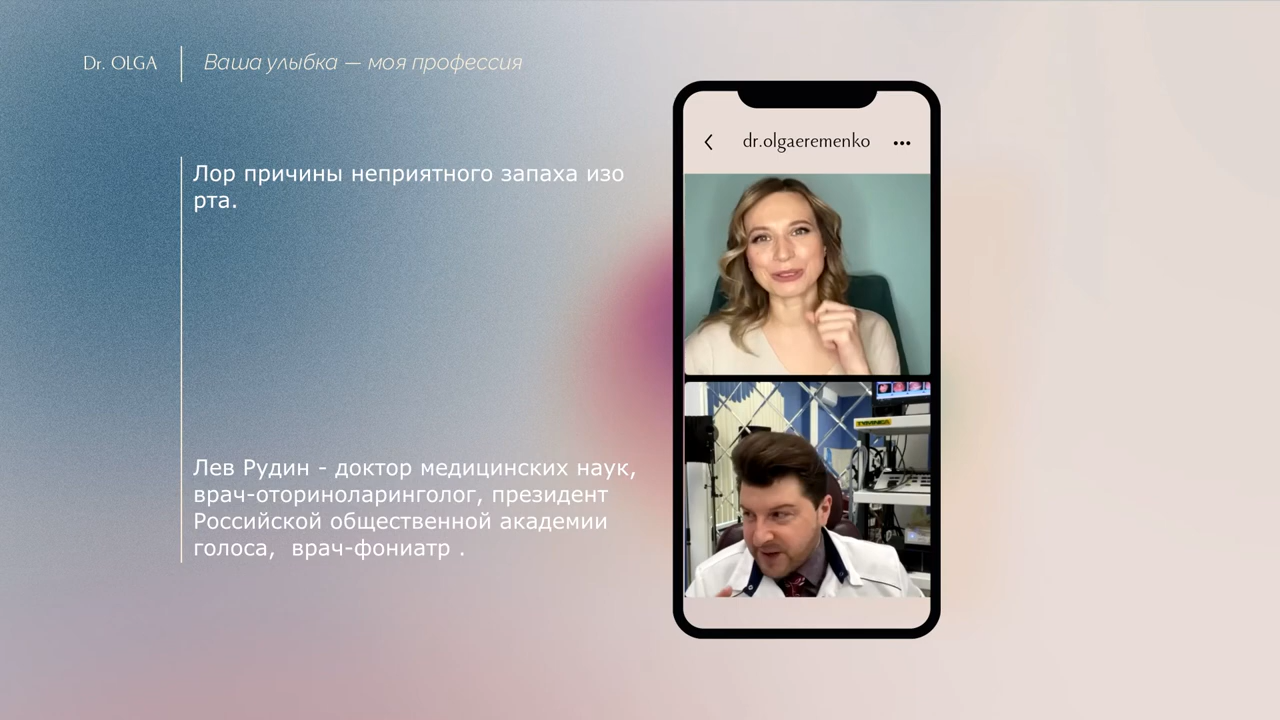 Dr. OLGA
Ваша улыбка — моя профессия
Лор причины неприятного запаха изо
рта.
Лев Рудин - доктор медицинских наук,
врач-оториноларинголог, президент
Российской общественной академии
голоса,  врач-фониатр .
dr.olgaeremenko